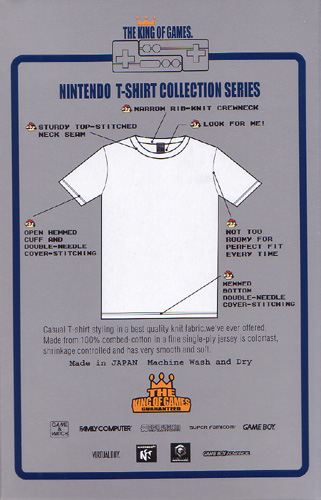 THE KING OF GAMES.
NINTENDO T-SHIRT COLLECTION SERIES
NARROW RIB-KNIT CREWNECK
STURDY TOP-STITCHED
NECK SEAM
LOOK FOR ME!
OPEN HEMMED
CUFF AND
DOUBLE-NEEDLE
COVER-STITCHING
NOT TOO
ROOMY FOR
PERFECT FIT
EVERY TIME
HEMMED
BOTTOM
DOUBLE-NEEDLE
COVER-STITCHING
Casual T-shirt styling in a best quality knit fabric,we've ever offered.
Made from 100% combed-cotton in a fine single-ply jersey is colorfast,
shrinkage controlled and has very smooth and soft.
Made in JAPAN Machine Wash and Dry
THE
KING OF GAMES
GUARANTEED
GAME &
WATCH
FAMILY COMPUTER
SUPER FAMICOM
GAME BOY
VIRTUAL BOY
GAME BOY ADVANCE